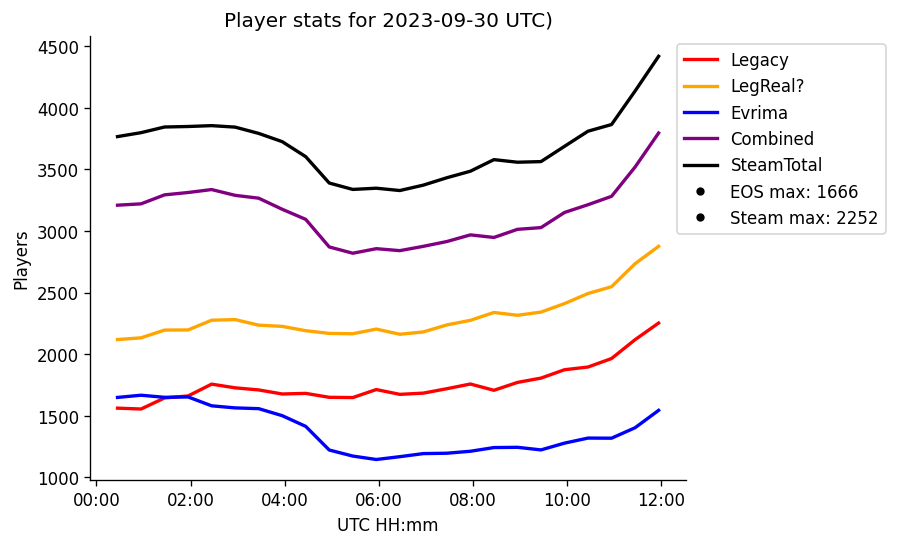 Player stats for 2023-09-30 UTC)
4500
4000
3500
3000
2500
2000
1500
1000
Players
00:00 02:00 04:00 06:00 08:00 10:00 12:00
UTC HH:mm
Legacy
LegReal?
Evrima
Combined
SteamTotal
EOS max: 1666
Steam max: 2252